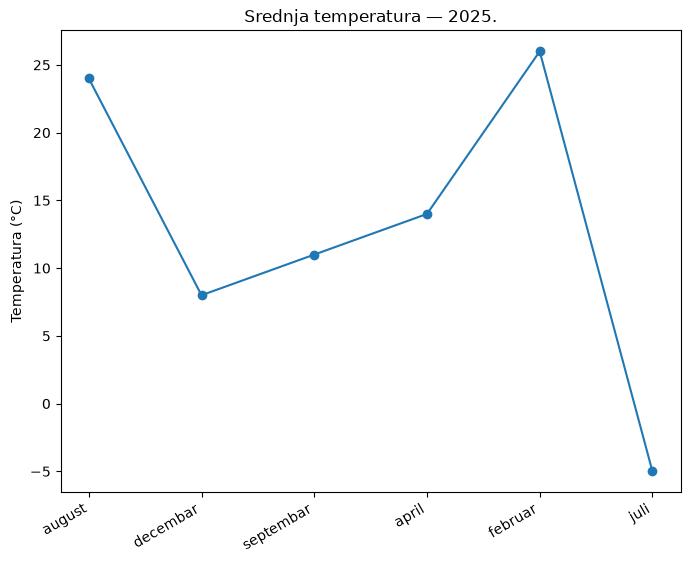 Srednja temperatura — 2025.
Temperatura (°C)
25
20
15
10
5
0
−5
august
decembar
septembar
april
februar
juli